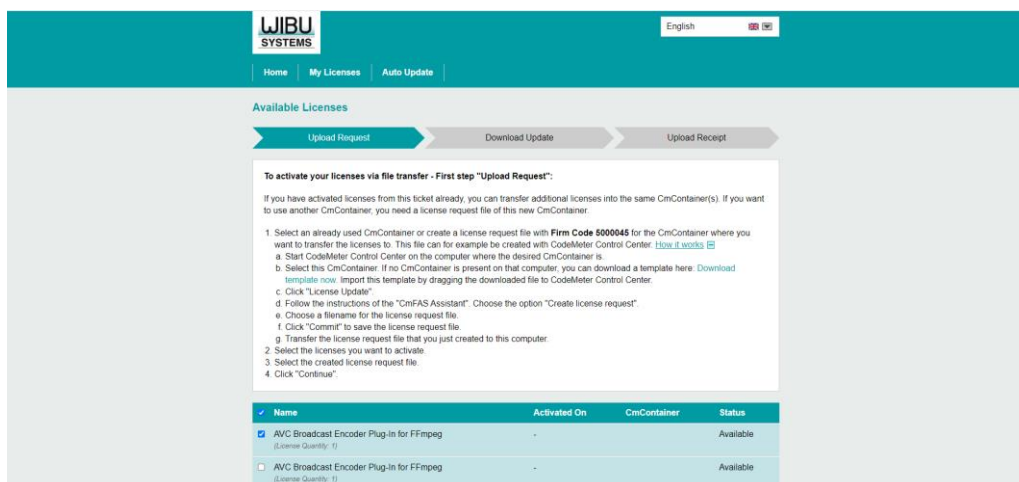 WIBU
SYSTEMS
English
Home My Licenses Auto Update
Available Licenses
Upload Request Download Update Upload Receipt
To activate your licenses via file transfer - First step "Upload Request":
If you have activated licenses from this ticket already, you can transfer additional licenses into the same CmContainer(s). If you want
to use another CmContainer, you need a license request file of this new CmContainer.
1. Select an already used CmContainer or create a license request file with Firm Code 5000045 for the CmContainer where you
want to transfer the licenses to. This file can for example be created with CodeMeter Control Center. How it works
a. Start CodeMeter Control Center on the computer where the desired CmContainer is.
b. Select this CmContainer. If no CmContainer is present on that computer, you can download a template here: Download
template now. Import this template by dragging the downloaded file to CodeMeter Control Center.
c. Click "License Update".
d. Follow the instructions of the "CmFAS Assistant". Choose the option "Create license request".
e. Choose a filename for the license request file.
f. Click "Commit" to save the license request file.
g. Transfer the license request file that you just created to this computer.
2. Select the licenses you want to activate.
3. Select the created license request file.
4. Click "Continue".
Name Activated On CmContainer Status
AVC Broadcast Encoder Plug-In for FFmpeg - Available
(License Quantity: 1)
AVC Broadcast Encoder Plug-In for FFmpeg - Available
(License Quantity: 1)